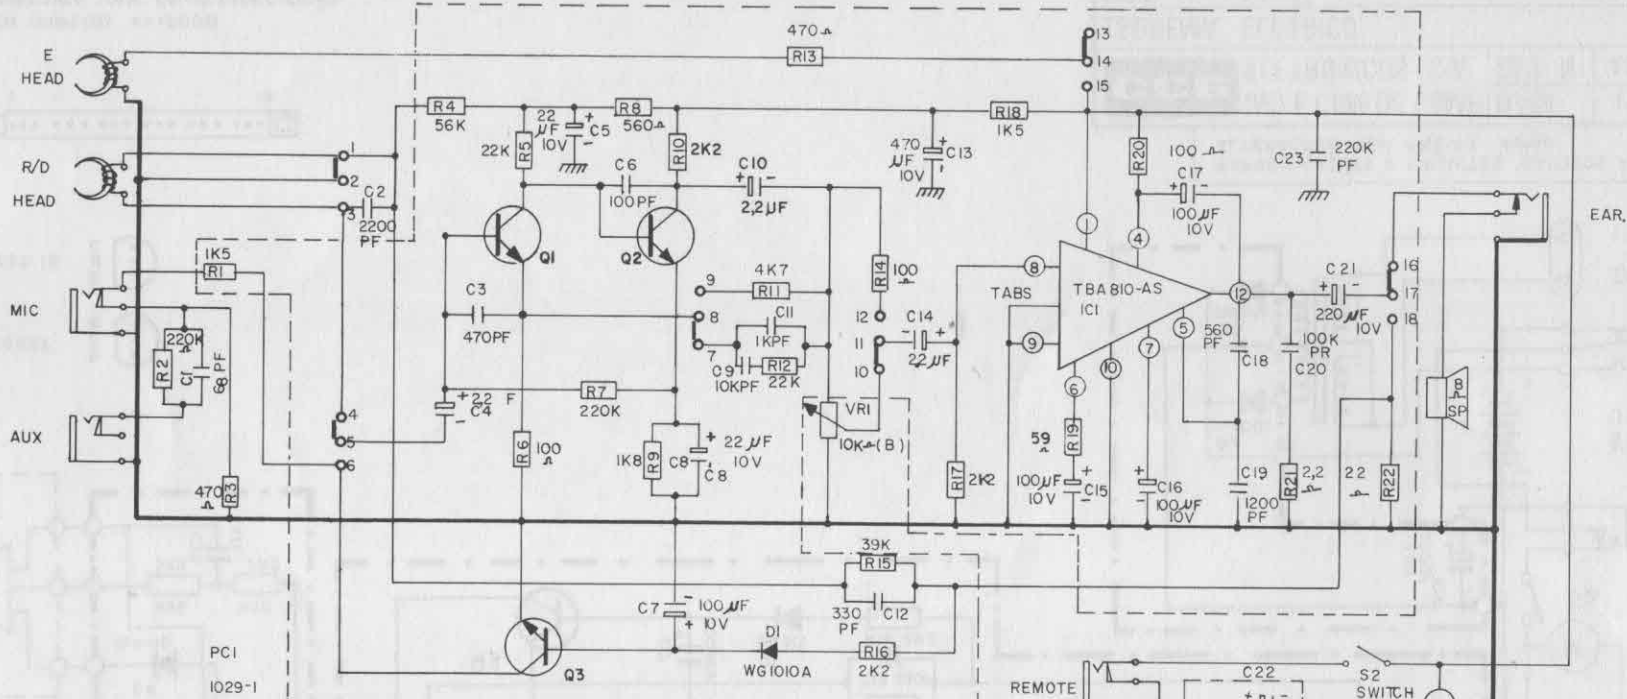 E
HEAD
R/D
HEAD
MIC
AUX
470Ω
R13
13
14
15
R4
56K
22K
R5
22
µF
10V
+
-
C5
R8
560Ω
R10
2K2
C6
100PF
C10
+ -
2,2µF
470
µF
10V
+
-
C13
R18
1K5
R20
100 Ω
C17
+ -
100µF
10V
C23
220K
PF
EAR.
1
2
3
C2
2200
PF
1K5
R1
220K
Ω
R2
C1
68 PF
470
Ω
R3
4
5
6
Q1
Q2
C3
470PF
+ 22 F
C4
-
R7
220K
R6
100
Ω
1K8
R9
C8
+
22µF
10V
-
C8
9
8
7
4K7
R11
C11
1KPF
C9
10KPF
R12
22K
R14
100
Ω
12
11
10
C14
- +
22µF
VR1
10KΩ(B)
R17
2K2
TABS
8
9
4
TBA810-AS
IC1
12
5
7
10
6
59
Ω
R19
100µF
10V
+
-
C15
+
-
C16
100µF
10V
560
PF
C18
100K
PR
C20
C19
1200
PF
R21
2,2
Ω
22
Ω
R22
C21
+ -
220µF
10V
16
17
18
8
Ω
SP
39K
R15
330
PF
C12
C7
-
100µF
+
10V
Q3
D1
WG1010A
R16
2K2
PC1
1029-1
REMOTE
C22
+ -
S2
SWITCH